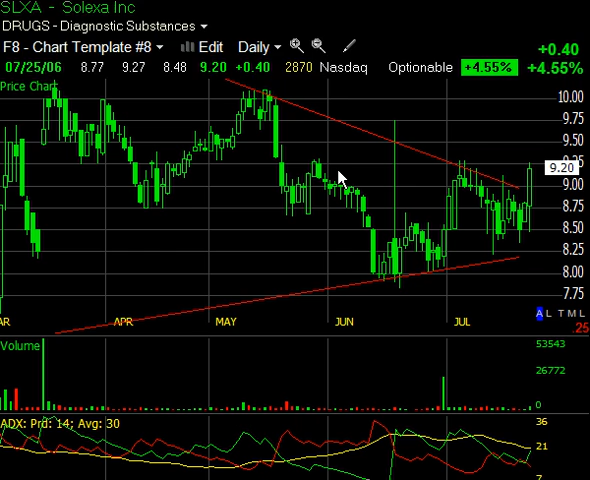 SLXA - Solexa Inc
DRUGS - Diagnostic Substances
F8 - Chart Template #8 Edit Daily +0.40
07/25/06 8.77 9.27 8.48 9.20 +0.40 2870 Nasdaq Optionable +4.55% +4.55%
Price Chart
10.00
9.75
9.50
9.20
9.00
8.75
8.50
8.25
8.00
7.75
AR APR MAY JUN JUL A L T M L
25
Volume
53543
26772
0
ADX: Prd: 14; Avg: 30
36
21
7